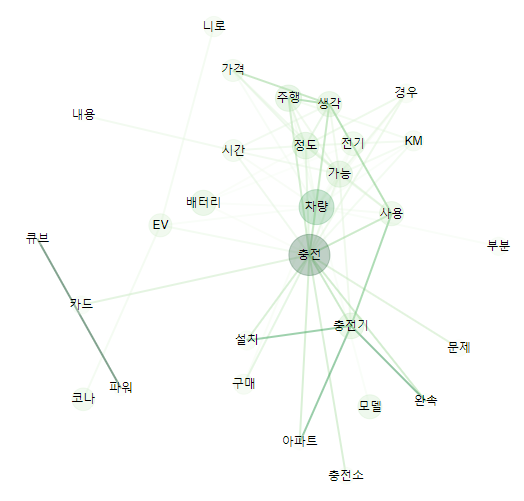 니로
가격
주행
생각
경우
내용
시간
정도
전기
KM
가능
배터리
차량
사용
EV
큐브
충전
부분
카드
설치
충전기
문제
구매
코나
파워
모델
완속
아파트
충전소